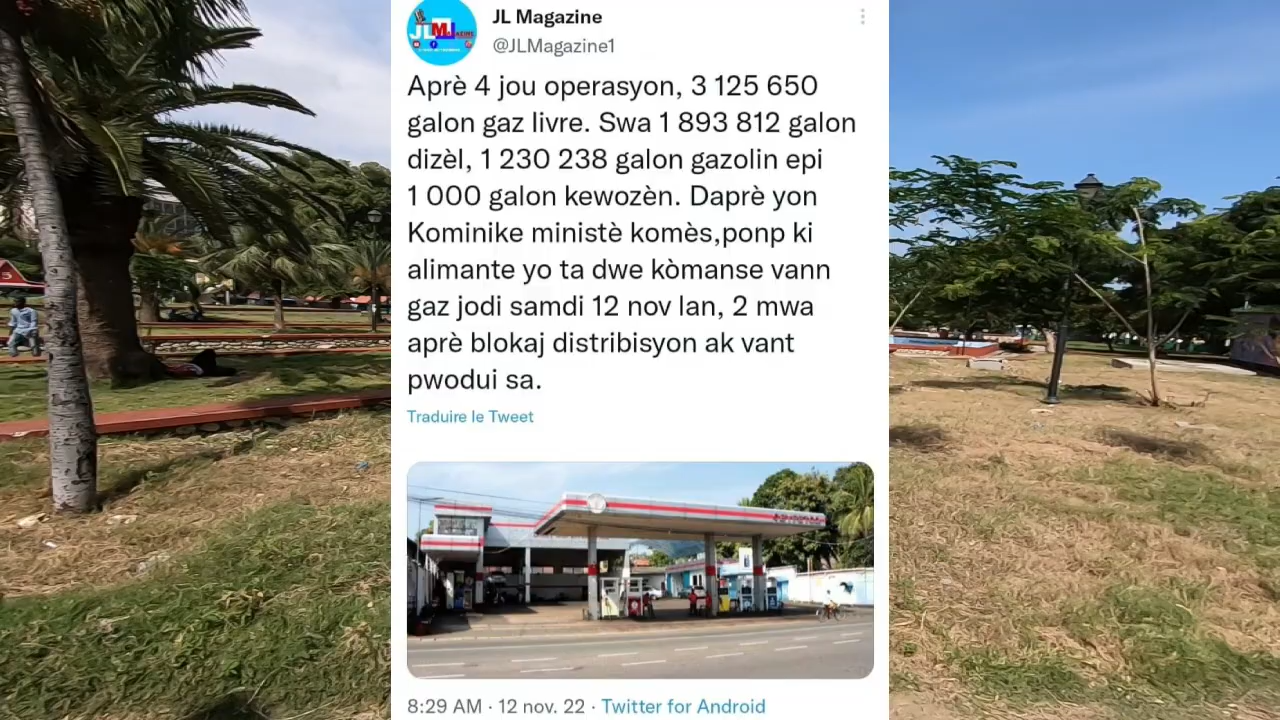 JL Magazine
@JLMagazine1
Aprè 4 jou operasyon, 3 125 650
galon gaz livre. Swa 1 893 812 galon
dizèl, 1 230 238 galon gazolin epi
1 000 galon kewozèn. Daprè yon
Kominike ministè komès,ponp ki
alimante yo ta dwe kòmanse vann
gaz jodi samdi 12 nov lan, 2 mwa
aprè blokaj distribisyon ak vant
pwodui sa.
Traduire le Tweet
8:29 AM · 12 nov. 22 · Twitter for Android